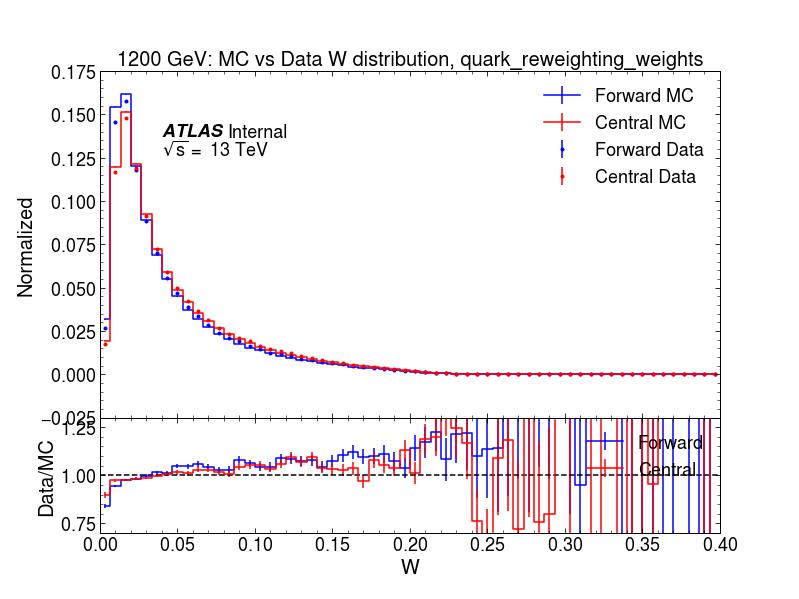 1200 GeV: MC vs Data W distribution, quark_reweighting_weights
0.175
0.150
0.125
0.100
0.075
0.050
0.025
0.000
−0.025
Normalized
ATLAS Internal
√s = 13 TeV
Forward MC
Central MC
Forward Data
Central Data
1.25
1.00
0.75
Data/MC
Forward
Central
0.00 0.05 0.10 0.15 0.20 0.25 0.30 0.35 0.40
W